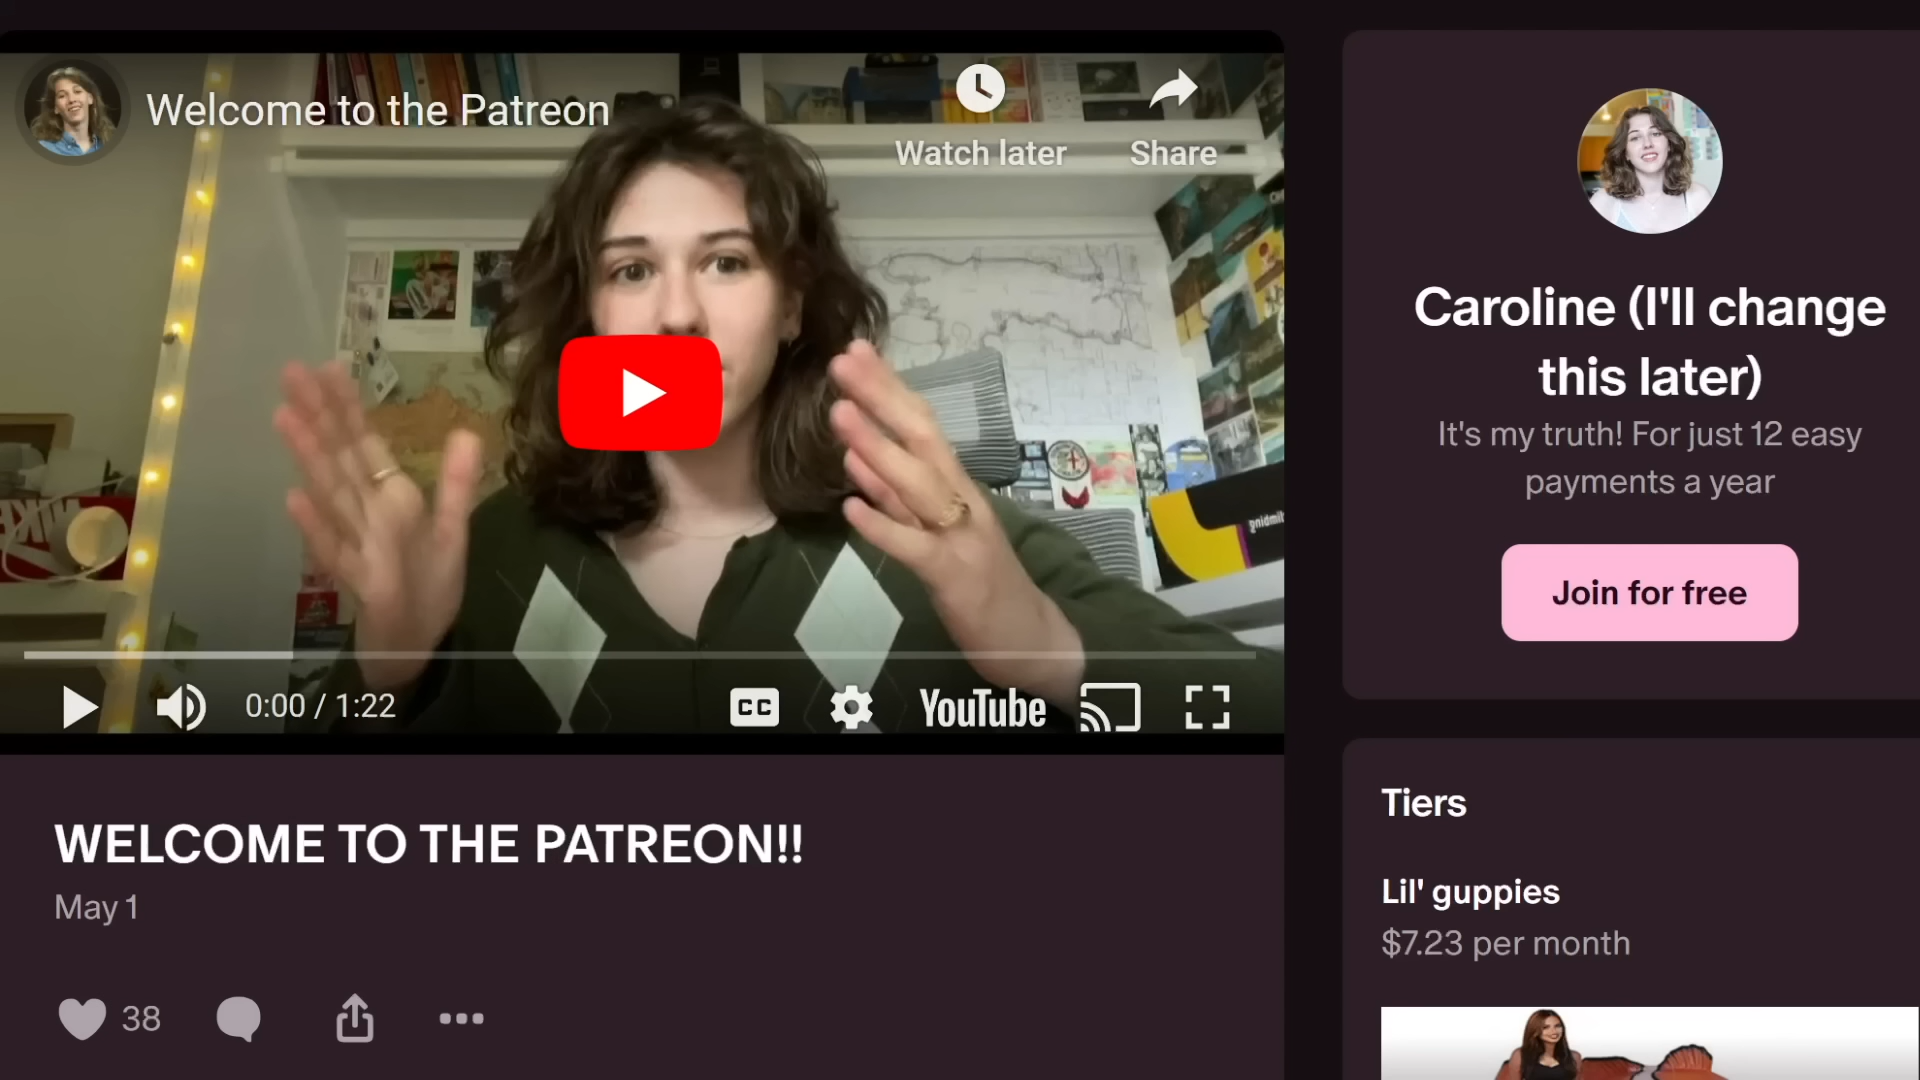 Welcome to the Patreon
Watch later
Share
0:00 / 1:22
CC
YouTube
WELCOME TO THE PATREON!!
May 1
38
Caroline (I'll change
this later)
It's my truth! For just 12 easy
payments a year
Join for free
Tiers
Lil' guppies
$7.23 per month